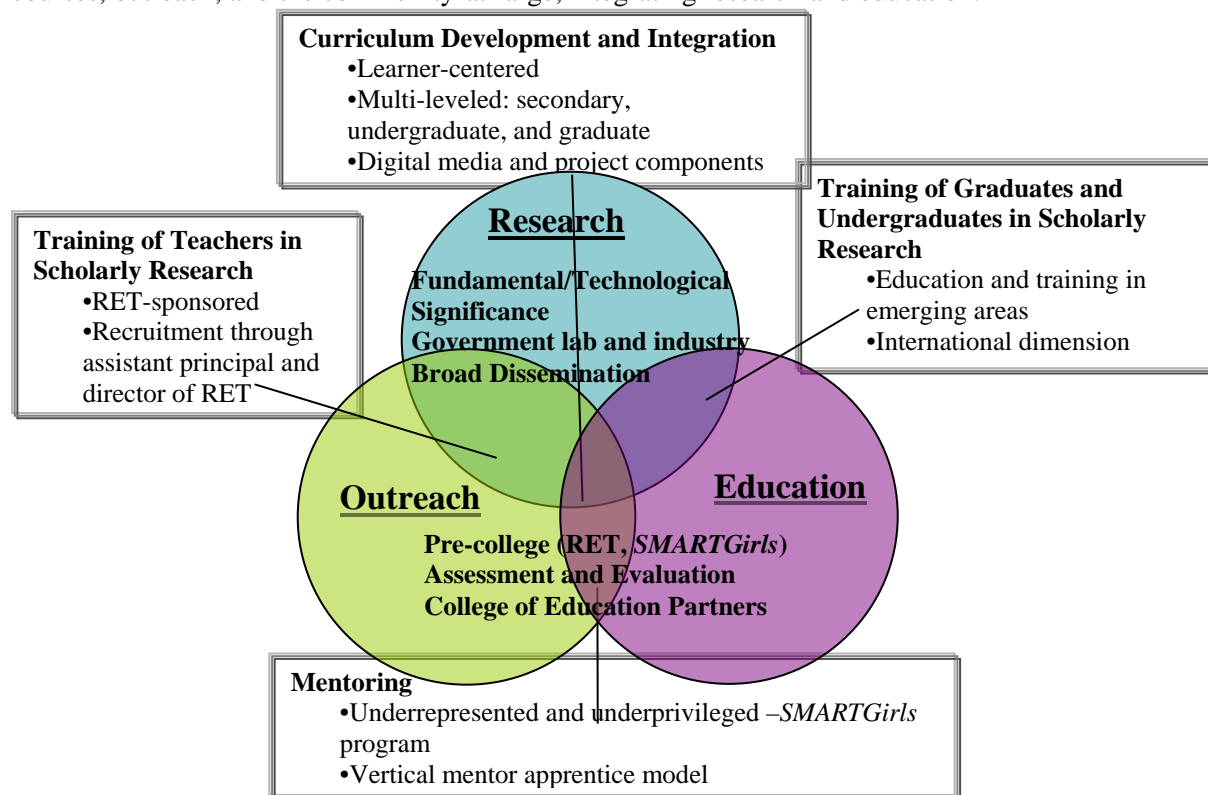 Curriculum Development and Integration
•Learner-centered
•Multi-leveled: secondary,
undergraduate, and graduate
•Digital media and project components
Training of Graduates and
Undergraduates in Scholarly
Research
•Education and training in
emerging areas
•International dimension
Training of Teachers in
Scholarly Research
•RET-sponsored
•Recruitment through
assistant principal and
director of RET
Research
Fundamental/Technological
Significance
Government lab and industry
Broad Dissemination
Outreach
Education
Pre-college (RET, SMARTGirls)
Assessment and Evaluation
College of Education Partners
Mentoring
•Underrepresented and underprivileged –SMARTGirls
program
•Vertical mentor apprentice model